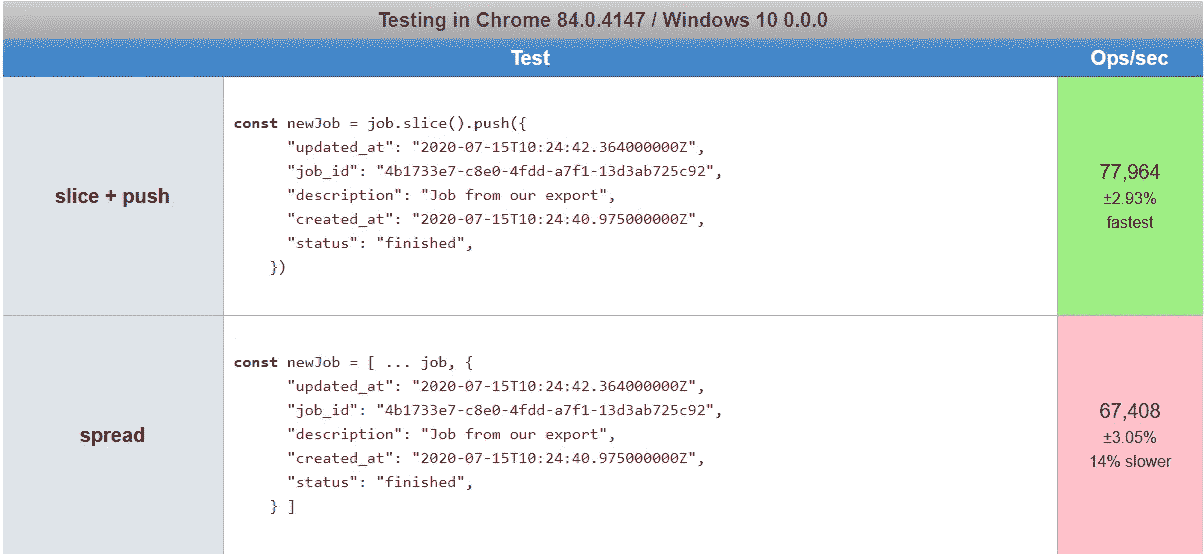 Testing in Chrome 84.0.4147 / Windows 10 0.0.0
Test
Ops/sec
slice + push
const newJob = job.slice().push({
"updated_at": "2020-07-15T10:24:42.364000000Z",
"job_id": "4b1733e7-c8e0-4fdd-a7f1-13d3ab725c92",
"description": "Job from our export",
"created_at": "2020-07-15T10:24:40.975000000Z",
"status": "finished",
})
77,964
±2.93%
fastest
spread
const newJob = [ ... job, {
"updated_at": "2020-07-15T10:24:42.364000000Z",
"job_id": "4b1733e7-c8e0-4fdd-a7f1-13d3ab725c92",
"description": "Job from our export",
"created_at": "2020-07-15T10:24:40.975000000Z",
"status": "finished",
} ]
67,408
±3.05%
14% slower